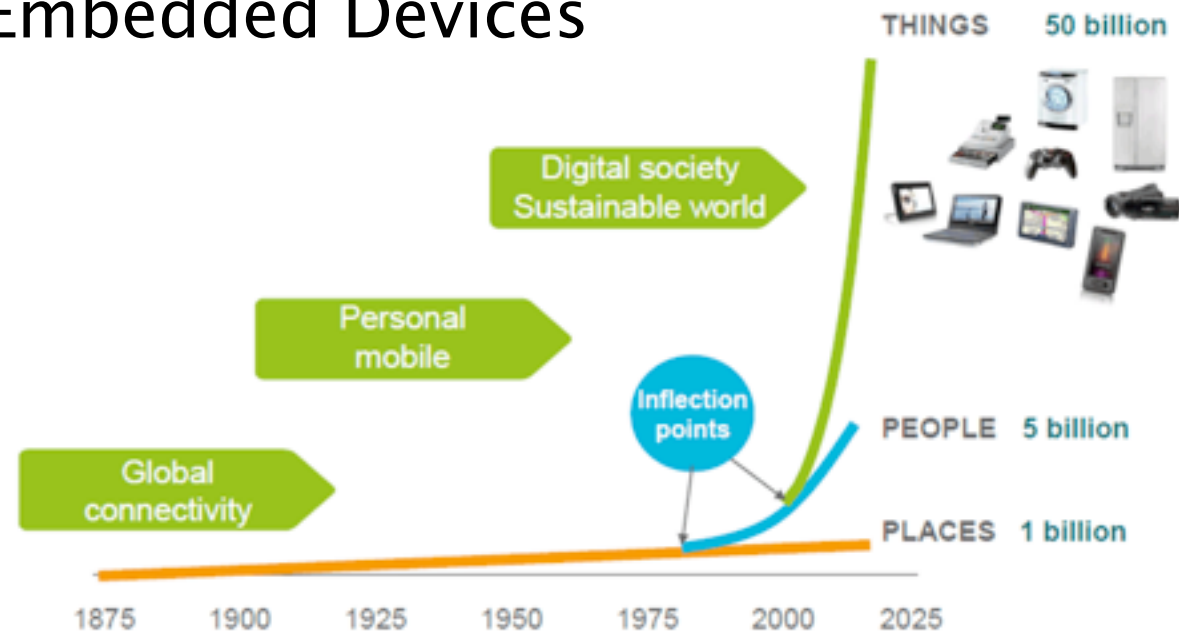 Embedded Devices
THINGS 50 billion
Digital society
Sustainable world
Personal
mobile
Inflection
points
PEOPLE 5 billion
Global
connectivity
PLACES 1 billion
1875 1900 1925 1950 1975 2000 2025